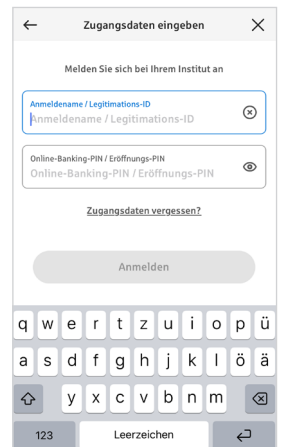 Zugangsdaten eingeben
Melden Sie sich bei Ihrem Institut an
Anmeldename / Legitimations-ID
Anmeldename / Legitimations-ID
Online-Banking-PIN / Eröffnungs-PIN
Online-Banking-PIN / Eröffnungs-PIN
Zugangsdaten vergessen?
Anmelden
q w e r t z u i o p ü
a s d f g h j k l ö ä
y x c v b n m
123 Leerzeichen